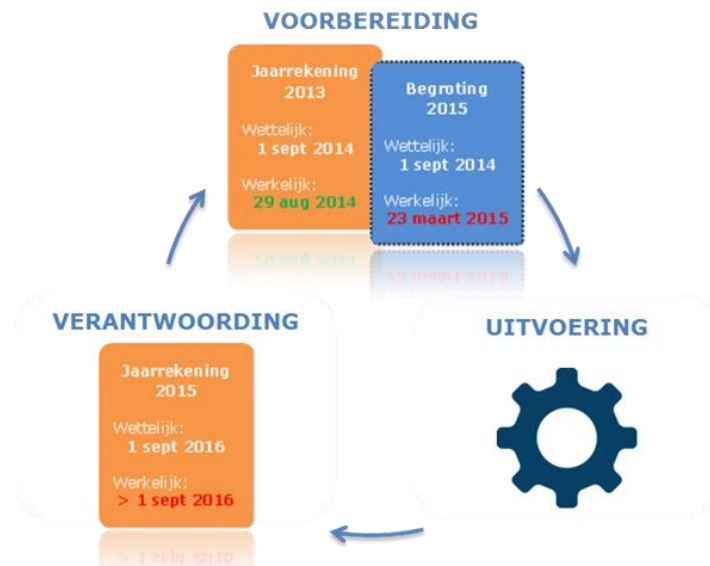 VOORBEREIDING
Jaarrekening
2013
Wettelijk:
1 sept 2014
Werkelijk:
29 aug 2014
Begroting
2015
Wettelijk:
1 sept 2014
Werkelijk:
23 maart 2015
VERANTWOORDING
Jaarrekening
2015
Wettelijk:
1 sept 2016
Werkelijk:
> 1 sept 2016
UITVOERING